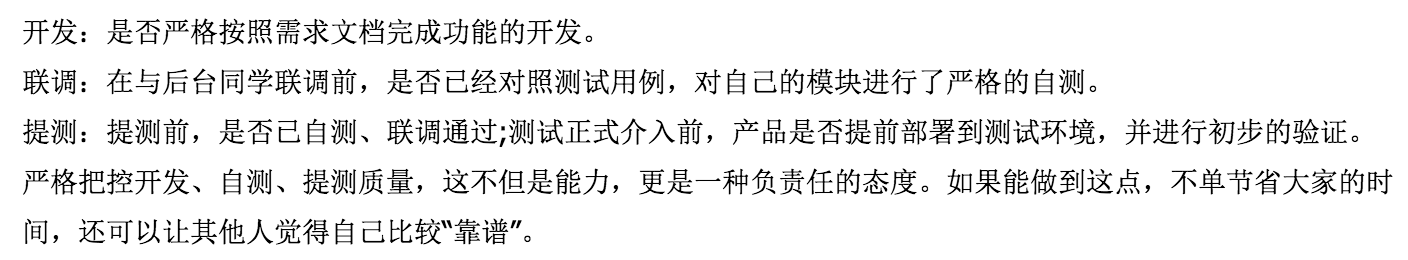 开发：是否严格按照需求文档完成功能的开发。
联调：在与后台同学联调前，是否已经对照测试用例，对自己的模块进行了严格的自测。
提测：提测前，是否已自测、联调通过;测试正式介入前，产品是否提前部署到测试环境，并进行初步的验证。
严格把控开发、自测、提测质量，这不但是能力，更是一种负责任的态度。如果能做到这点，不单节省大家的时
间，还可以让其他人觉得自己比较“靠谱”。